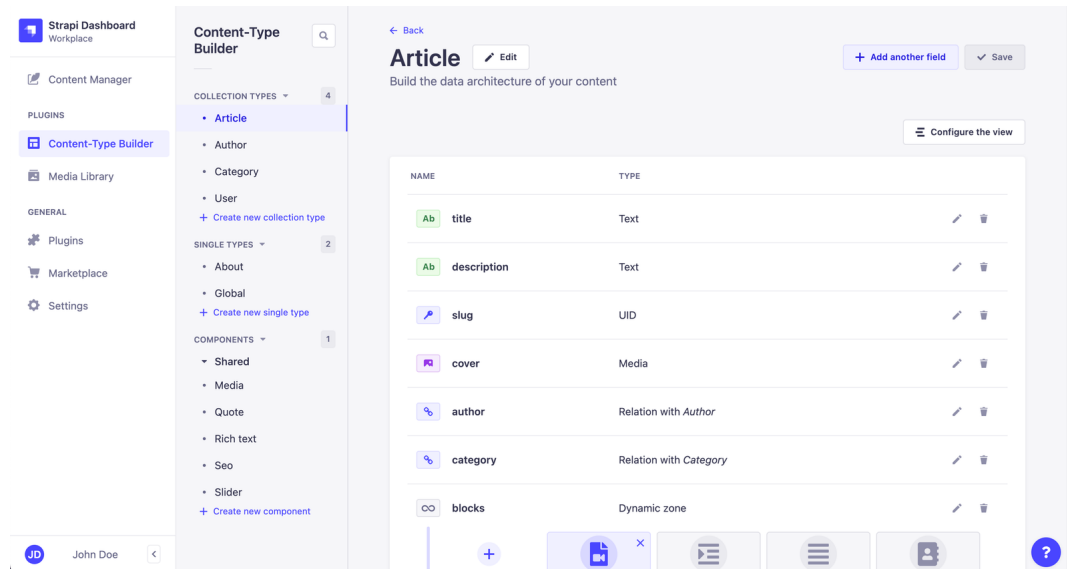 Strapi Dashboard
Workplace
Content Manager
PLUGINS
Content-Type Builder
Media Library
GENERAL
Plugins
Marketplace
Settings
JD
John Doe
Content-Type
Builder
COLLECTION TYPES 4
Article
Author
Category
User
Create new collection type
SINGLE TYPES 2
About
Global
Create new single type
COMPONENTS 1
Shared
Media
Quote
Rich text
Seo
Slider
Create new component
Back
Article
Edit
Add another field
Save
Build the data architecture of your content
Configure the view
NAME TYPE
Ab title Text
Ab description Text
slug UID
cover Media
author Relation with Author
category Relation with Category
blocks Dynamic zone
?